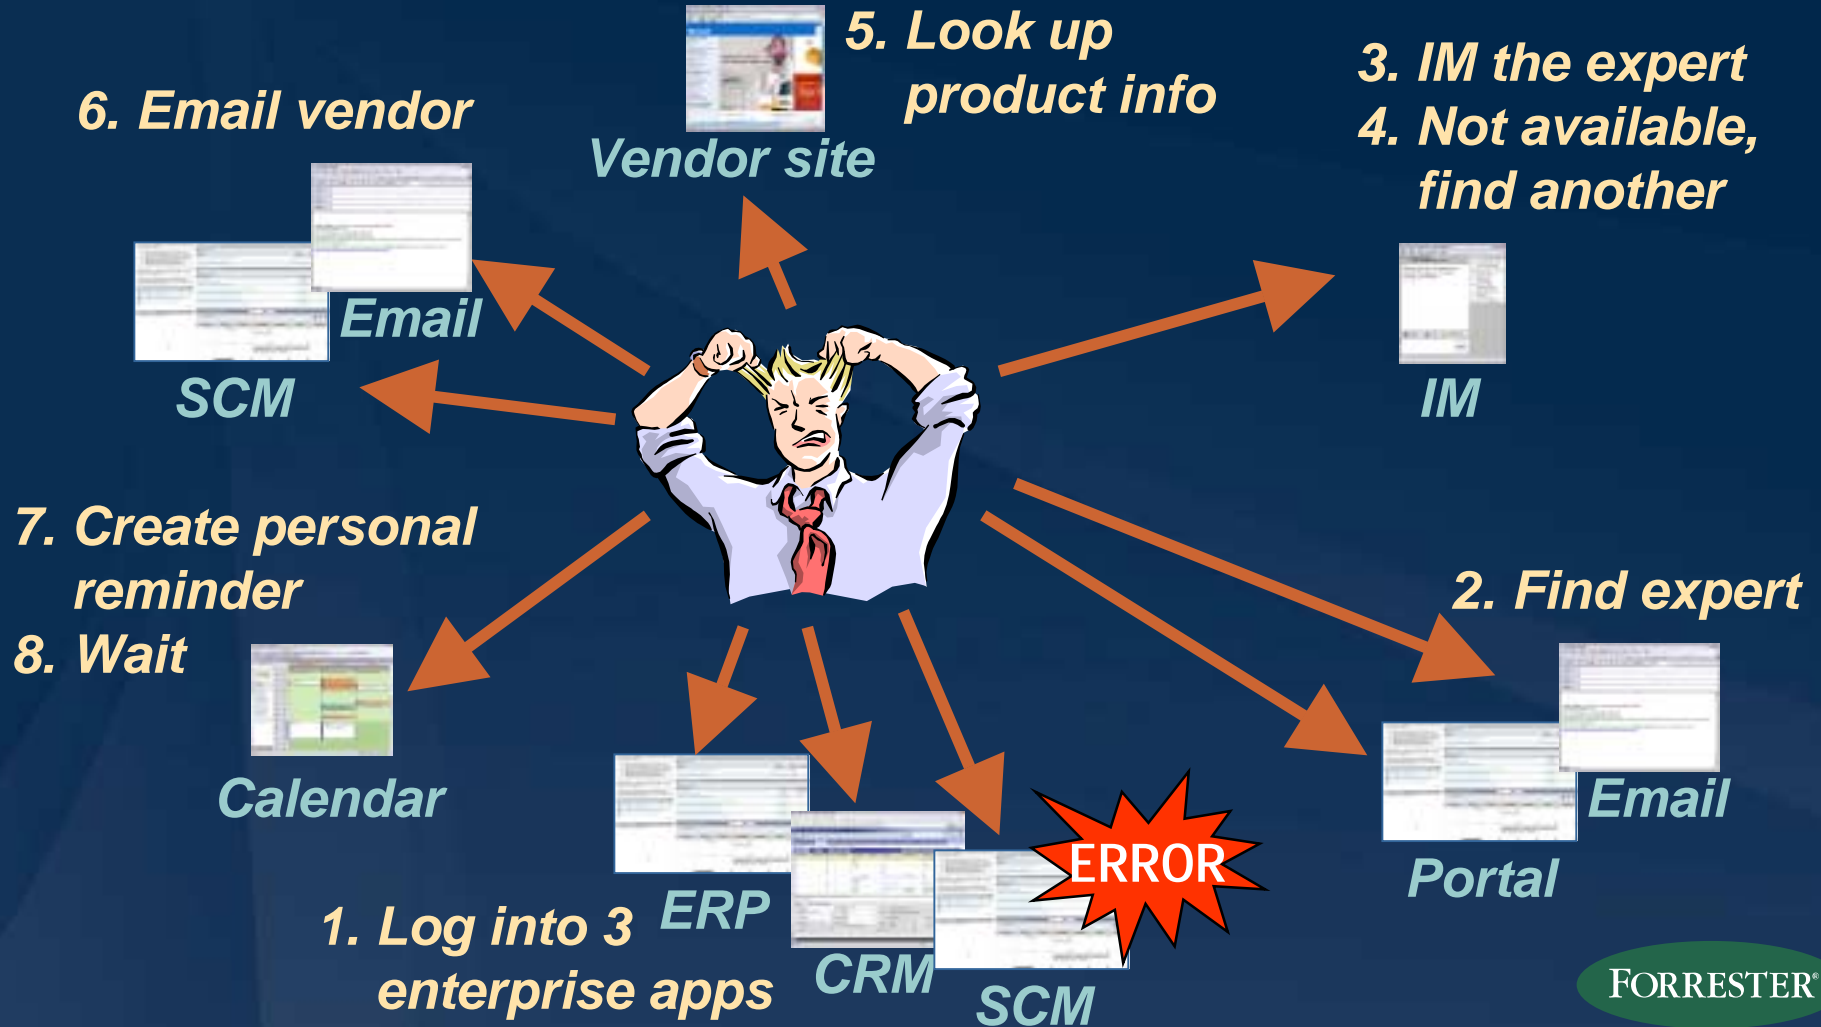 5. Look up
product info
3. IM the expert
4. Not available,
find another
6. Email vendor
Vendor site
Email
SCM
IM
7. Create personal
reminder
8. Wait
Calendar
2. Find expert
Email
Portal
ERROR
1. Log into 3
enterprise apps
ERP
CRM
SCM
FORRESTER®